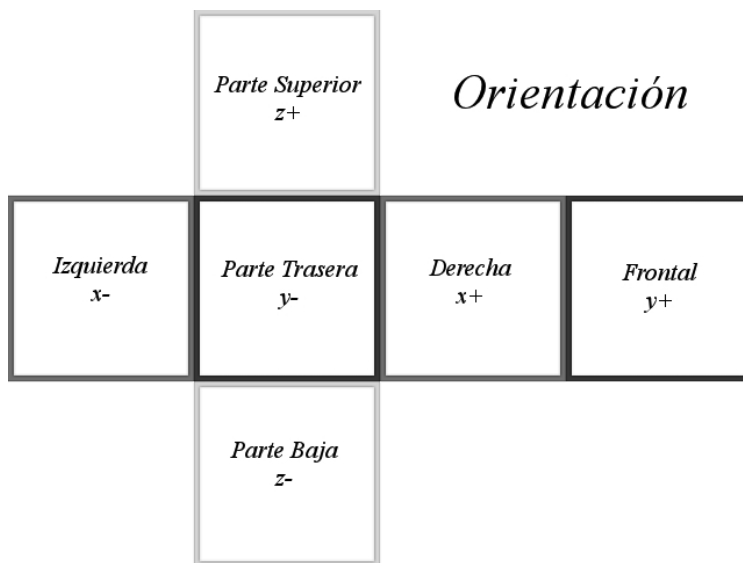 Parte Superior
z+
Orientación
Izquierda
x-
Parte Trasera
y-
Derecha
x+
Frontal
y+
Parte Baja
z-